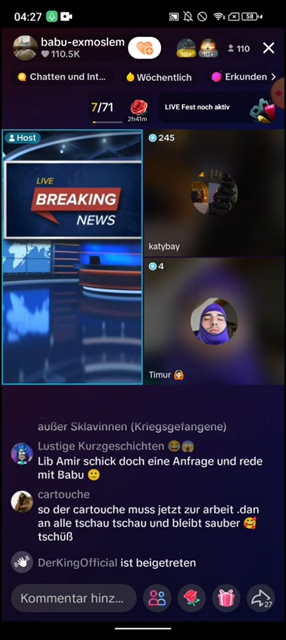 04:27
58
babu-exmoslem
110.5K
110
Chatten und Int...
Wöchentlich
Erkunden
7/71
2h41m
LIVE Fest noch aktiv
Host
245
LIVE
BREAKING
NEWS
katybay
4
Timur
außer Sklavinnen (Kriegsgefangene)
Lustige Kurzgeschichten 😂😱
Lib Amir schick doch eine Anfrage und rede
mit Babu 🙂
cartouche
so der cartouche muss jetzt zur arbeit .dan
an alle tschau tschau und bleibt sauber 🥰
tschüß
DerKingOfficial ist beigetreten
Kommentar hinz...
27